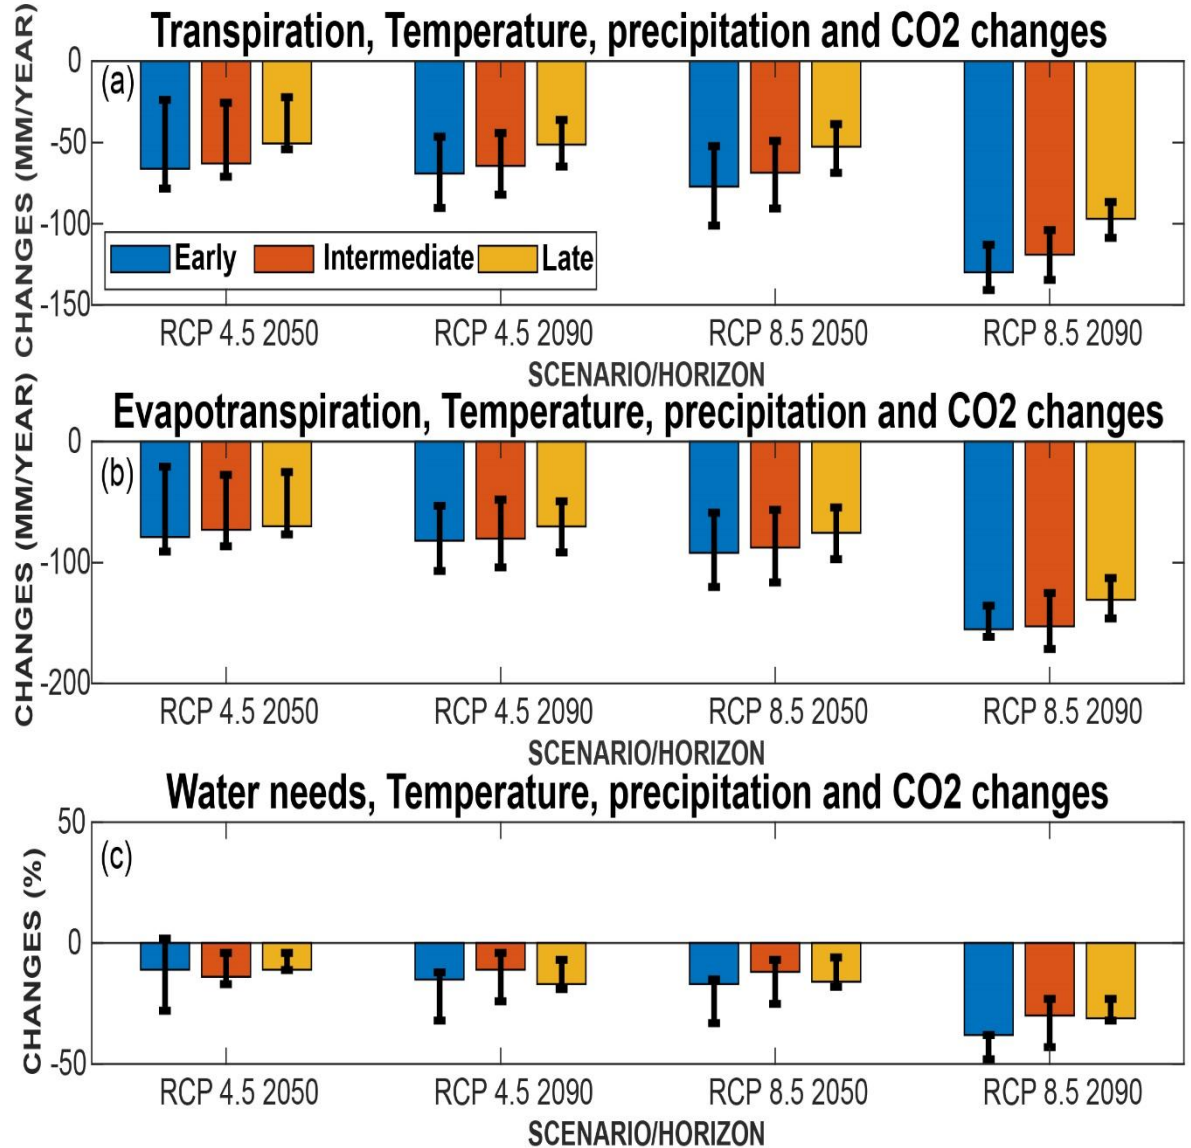 Transpiration, Temperature, precipitation and CO2 changes
CHANGES (MM/YEAR)
(a)
0
-50
-100
-150
Early Intermediate Late
RCP 4.5 2050 RCP 4.5 2090 RCP 8.5 2050 RCP 8.5 2090
SCENARIO/HORIZON
Evapotranspiration, Temperature, precipitation and CO2 changes
CHANGES (MM/YEAR)
(b)
0
-100
-200
RCP 4.5 2050 RCP 4.5 2090 RCP 8.5 2050 RCP 8.5 2090
SCENARIO/HORIZON
Water needs, Temperature, precipitation and CO2 changes
CHANGES (%)
(c)
50
0
-50
RCP 4.5 2050 RCP 4.5 2090 RCP 8.5 2050 RCP 8.5 2090
SCENARIO/HORIZON